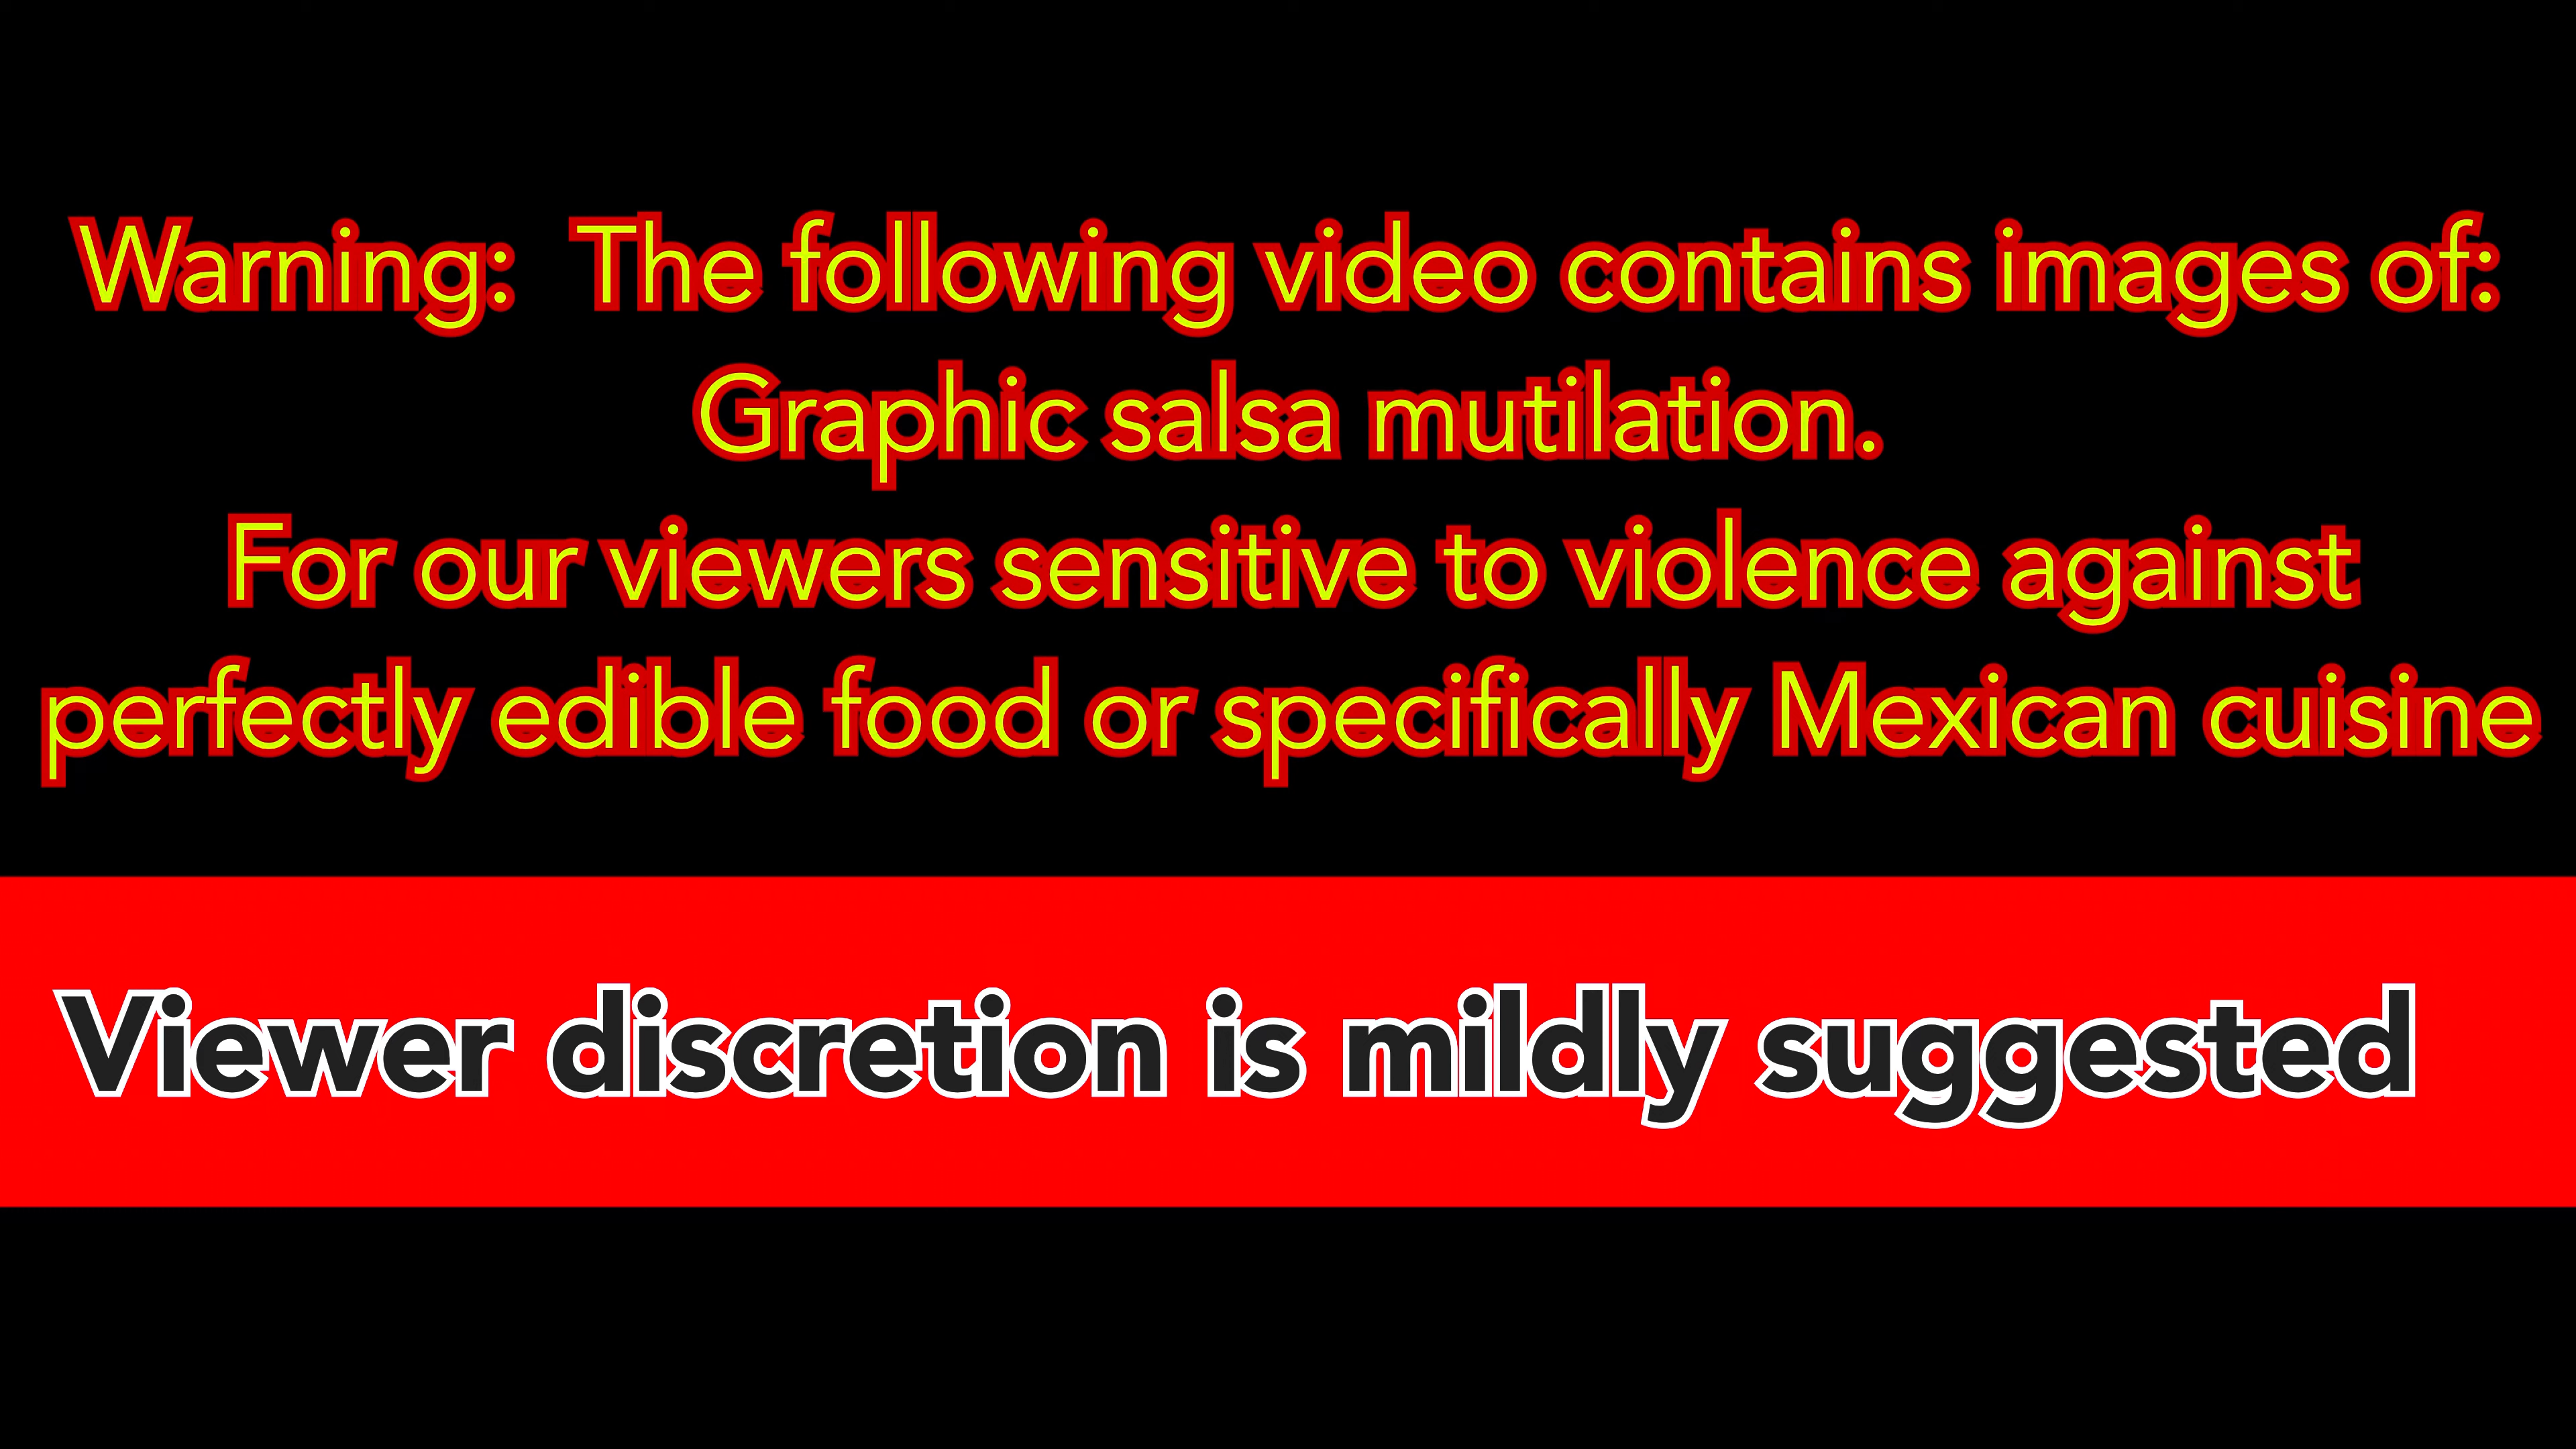 Warning:  The following video contains images of:
Graphic salsa mutilation.
For our viewers sensitive to violence against
perfectly edible food or specifically Mexican cuisine
Viewer discretion is mildly suggested